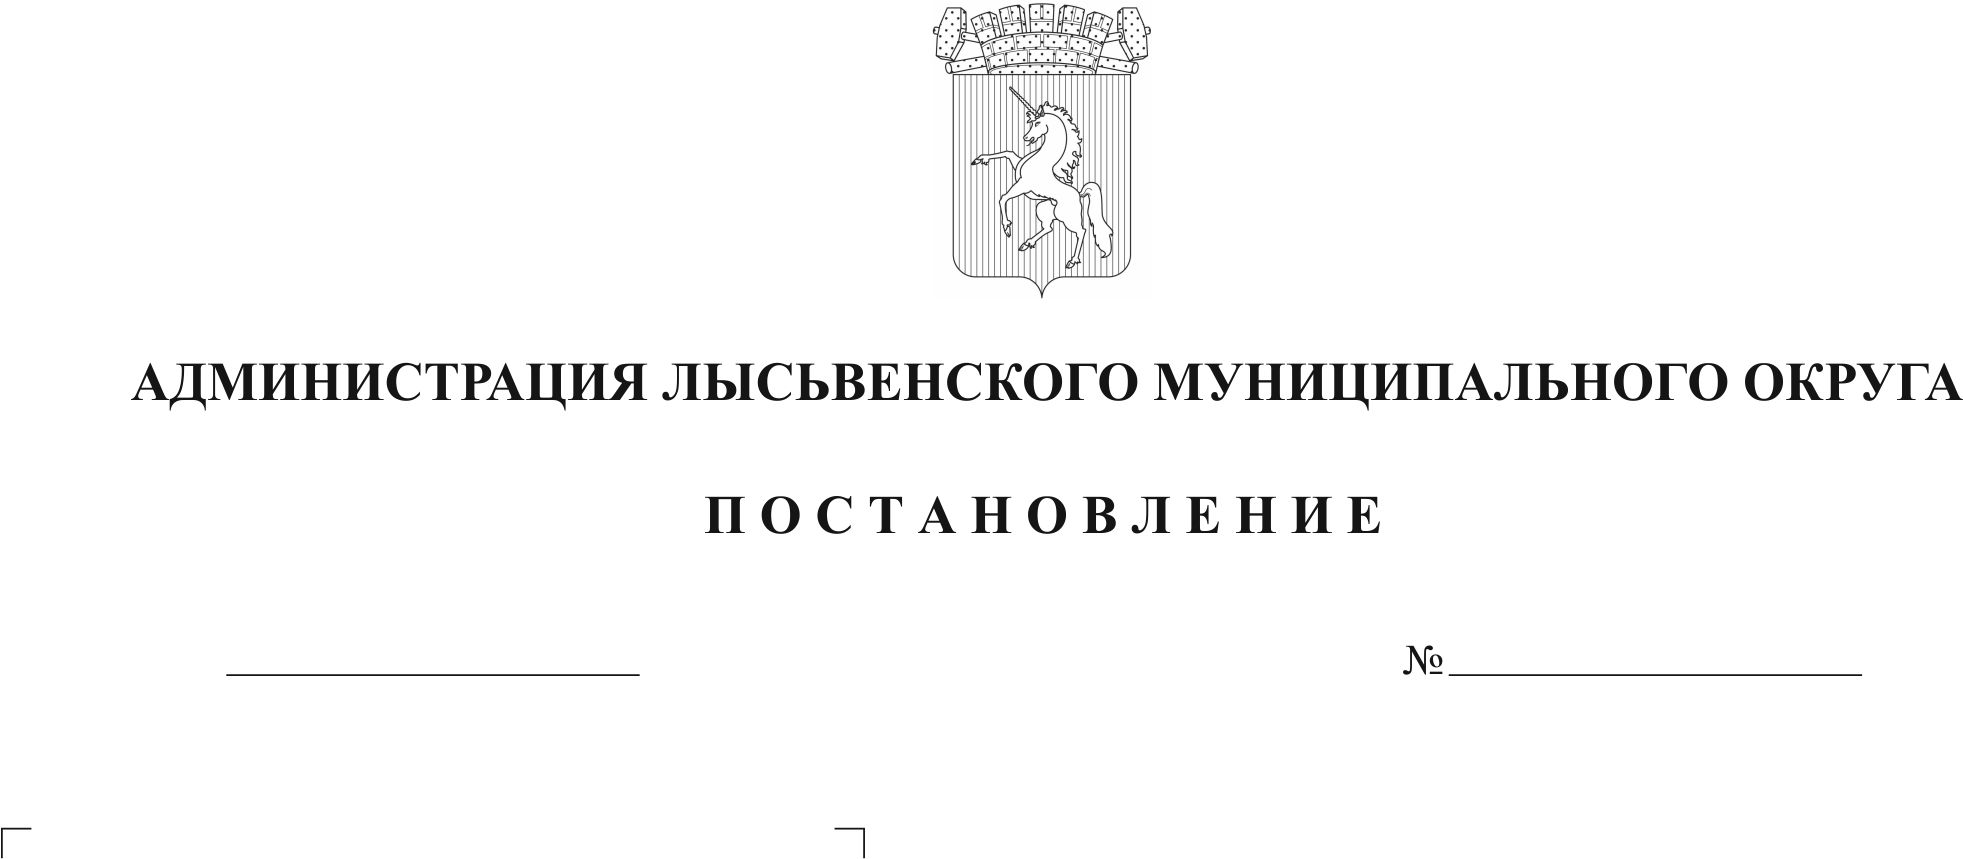 АДМИНИСТРАЦИЯ ЛЫСЬВЕНСКОГО МУНИЦИПАЛЬНОГО ОКРУГА
П О С Т А Н О В Л Е Н И Е
№